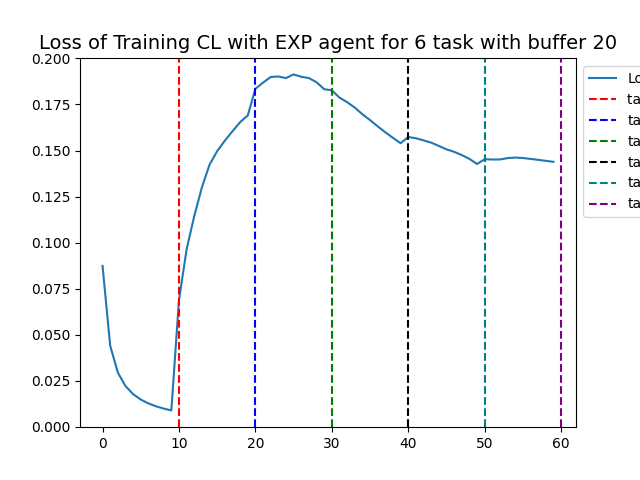 Loss of Training CL with EXP agent for 6 task with buffer 20
0.200
0.175
0.150
0.125
0.100
0.075
0.050
0.025
0.000
0
10
20
30
40
50
60
Lo
ta
ta
ta
ta
ta
ta